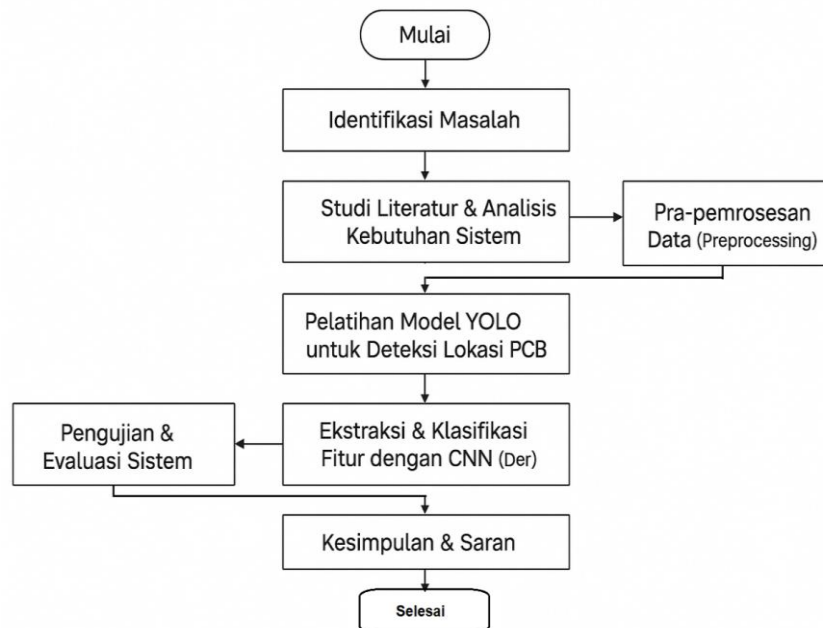 Mulai
Identifikasi Masalah
Studi Literatur & Analisis
Kebutuhan Sistem
Pra-pemrosesan
Data (Preprocessing)
Pelatihan Model YOLO
untuk Deteksi Lokasi PCB
Ekstraksi & Klasifikasi
Fitur dengan CNN (Der)
Pengujian &
Evaluasi Sistem
Kesimpulan & Saran
Selesai